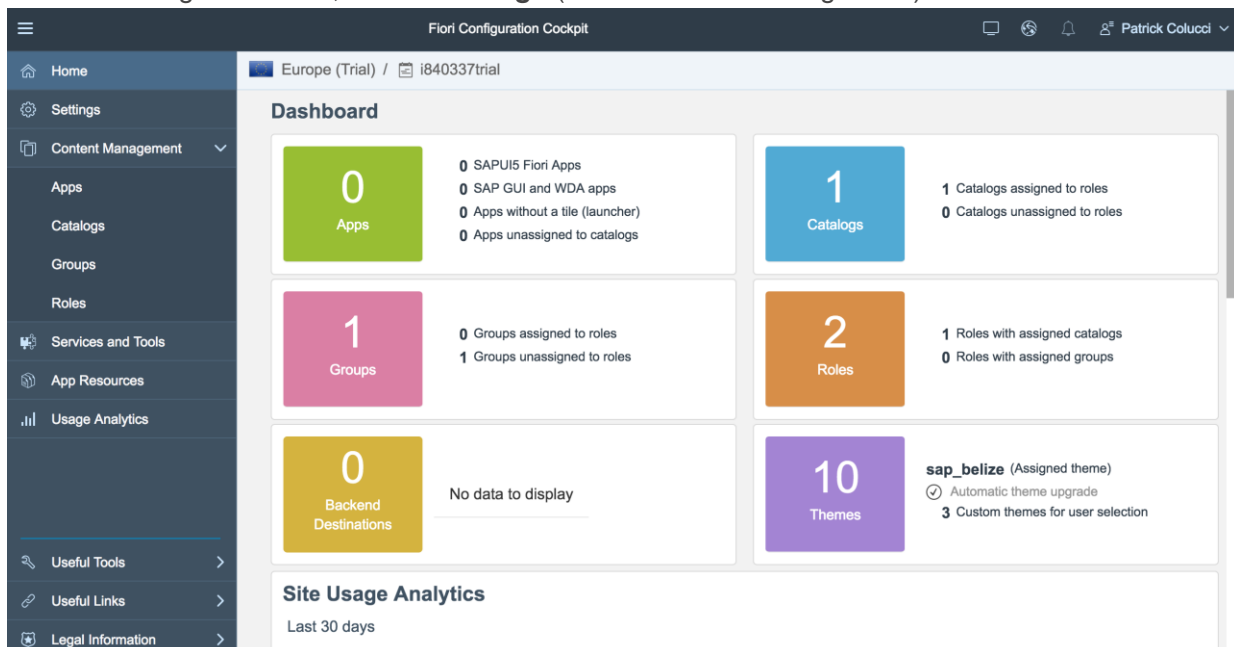 Fiori Configuration Cockpit
Patrick Colucci
Home
Settings
Content Management
Apps
Catalogs
Groups
Roles
Services and Tools
App Resources
Usage Analytics
Useful Tools
Useful Links
Legal Information
Europe (Trial) / i840337trial
Dashboard
0
Apps
0 SAPUI5 Fiori Apps
0 SAP GUI and WDA apps
0 Apps without a tile (launcher)
0 Apps unassigned to catalogs
1
Catalogs
1 Catalogs assigned to roles
0 Catalogs unassigned to roles
1
Groups
0 Groups assigned to roles
1 Groups unassigned to roles
2
Roles
1 Roles with assigned catalogs
0 Roles with assigned groups
0
Backend
Destinations
No data to display
10
Themes
sap_belize (Assigned theme)
Automatic theme upgrade
3 Custom themes for user selection
Site Usage Analytics
Last 30 days